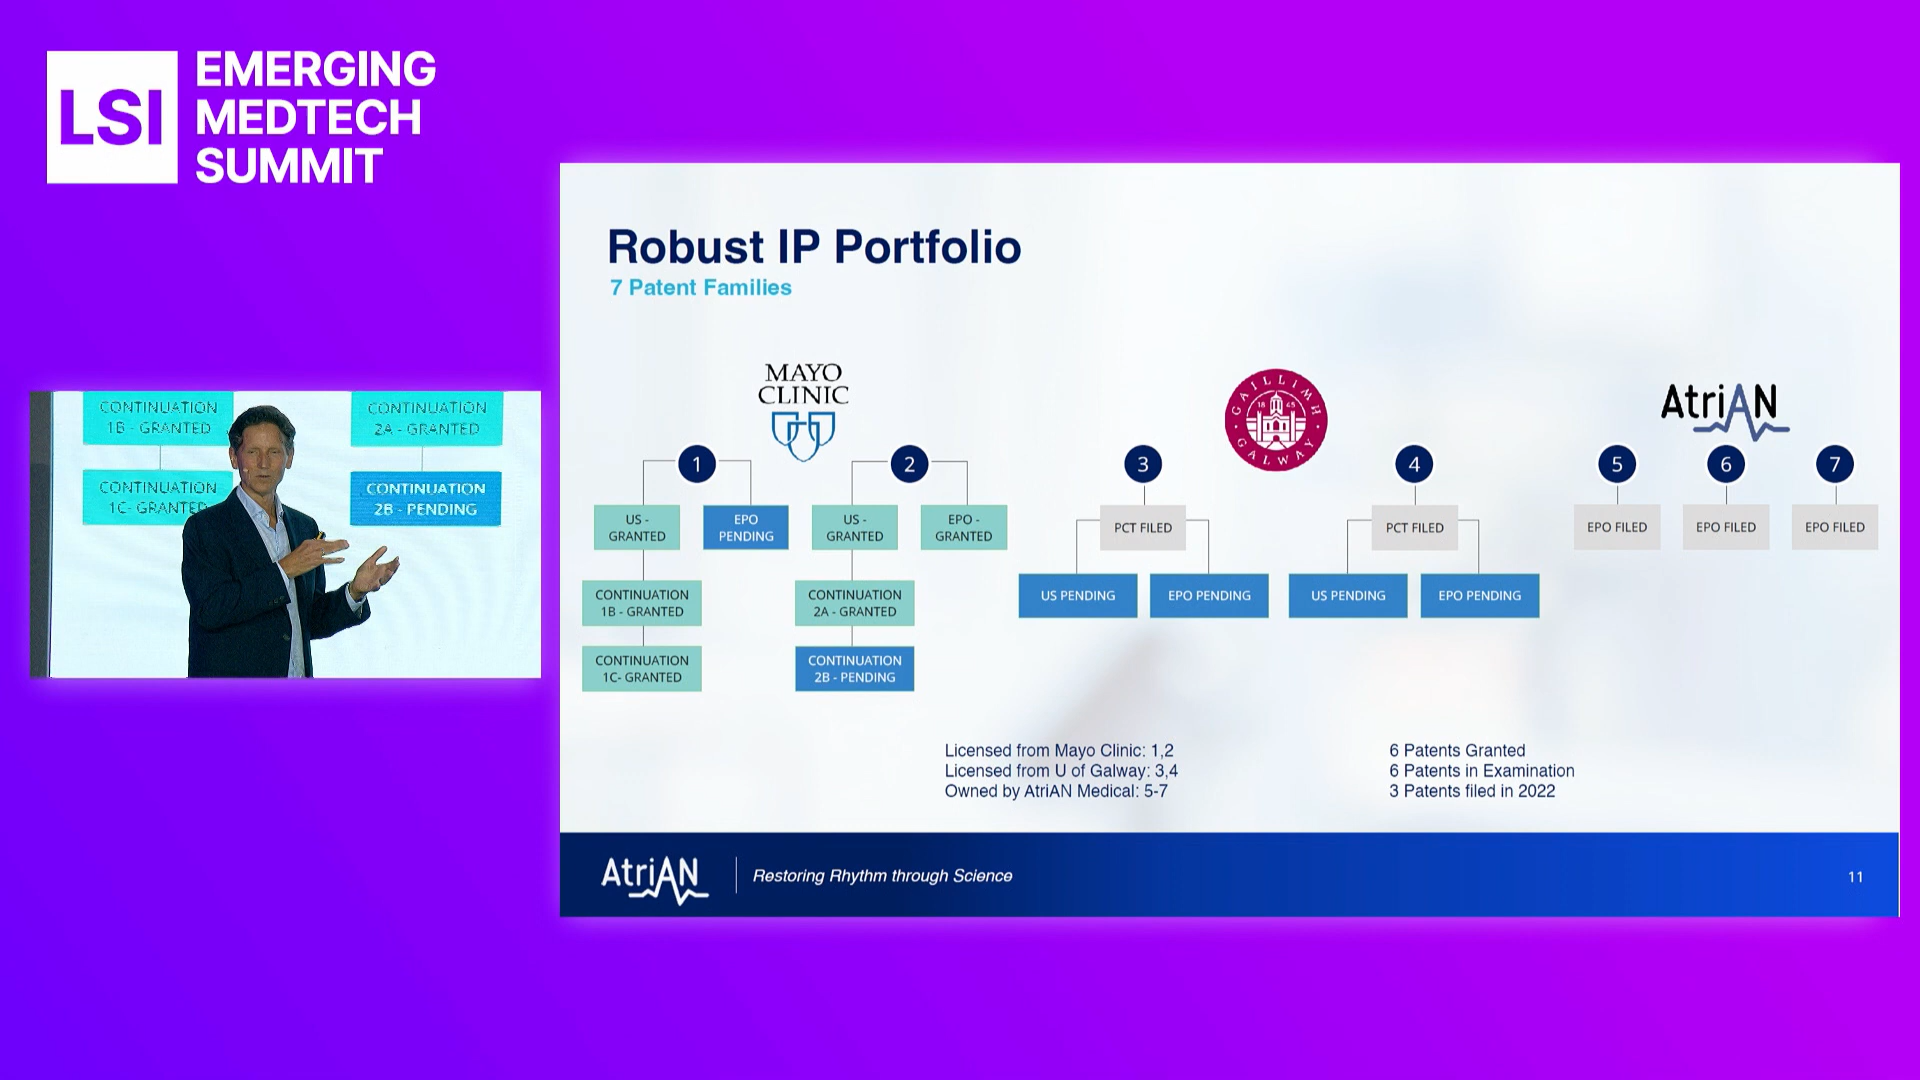 LSI
EMERGING
MEDTECH
SUMMIT
CONTINUATION
1B - GRANTED
CONTINUATION
2A - GRANTED
CONTINUATION
1C- GRANTED
CONTINUATION
2B - PENDING
Robust IP Portfolio
7 Patent Families
MAYO
CLINIC
GAILLIMH
18 45
GALWAY
AtriAN
1
2
3
4
5
6
7
US -
GRANTED
EPO
PENDING
US -
GRANTED
EPO -
GRANTED
PCT FILED
PCT FILED
EPO FILED
EPO FILED
EPO FILED
CONTINUATION
1B - GRANTED
CONTINUATION
2A - GRANTED
US PENDING
EPO PENDING
US PENDING
EPO PENDING
CONTINUATION
1C- GRANTED
CONTINUATION
2B - PENDING
Licensed from Mayo Clinic: 1,2
Licensed from U of Galway: 3,4
Owned by AtriAN Medical: 5-7
6 Patents Granted
6 Patents in Examination
3 Patents filed in 2022
AtriAN
Restoring Rhythm through Science
11